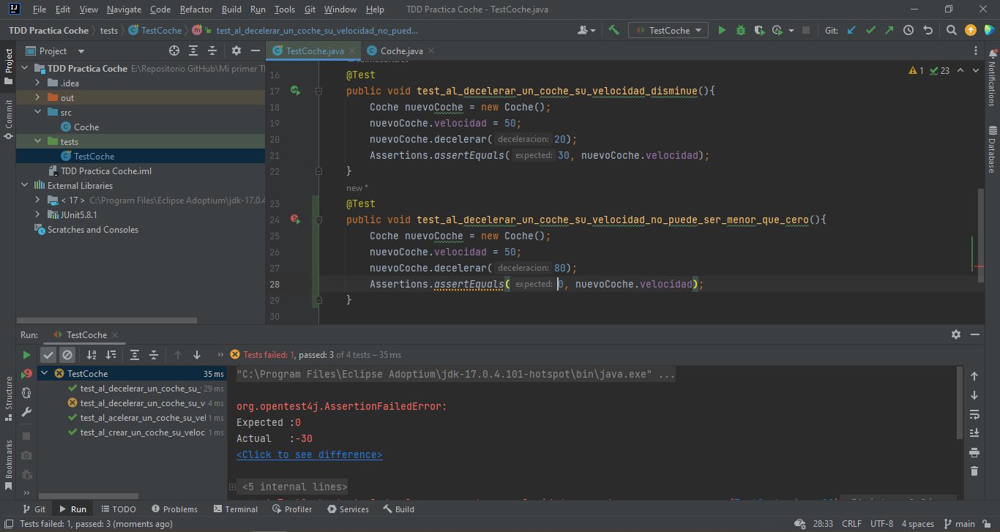 File Edit View Navigate Code Refactor Build Run Tools Git Window Help TDD Practica Coche - TestCoche.java
TDD Practica Coche tests TestCoche test_al_decelerar_un_coche_su_velocidad_no_pued… TestCoche Git:
Project
Commit
Structure
Bookmarks
Project
TDD Practica Coche E:\Repositorio GitHub\Mi primer
.idea
out
src
Coche
tests
TestCoche
TDD Practica Coche.iml
External Libraries
< 17 > C:\Program Files\Eclipse Adoptium\jdk-17.0.4
JUnit5.8.1
Scratches and Consoles
TestCoche.java Coche.java
1 23
16 @Test
17 public void test_al_decelerar_un_coche_su_velocidad_disminue(){
18 Coche nuevoCoche = new Coche();
19 nuevoCoche.velocidad = 50;
20 nuevoCoche.decelerar( deceleracion: 20);
21 Assertions.assertEquals( expected: 30, nuevoCoche.velocidad);
22 }
new *
23 @Test
24 public void test_al_decelerar_un_coche_su_velocidad_no_puede_ser_menor_que_cero(){
25 Coche nuevoCoche = new Coche();
26 nuevoCoche.velocidad = 50;
27 nuevoCoche.decelerar( deceleracion: 80);
28 Assertions.assertEquals( expected: 0, nuevoCoche.velocidad);
29 }
30
Notifications
Database
Run: TestCoche
Tests failed: 1, passed: 3 of 4 tests – 35 ms
TestCoche 35 ms
test_al_decelerar_un_coche_su_ 29 ms
test_al_decelerar_un_coche_su_v 4 ms
test_al_acelerar_un_coche_su_vel 1 ms
test_al_crear_un_coche_su_veloc 1 ms
"C:\Program Files\Eclipse Adoptium\jdk-17.0.4.101-hotspot\bin\java.exe" ...
org.opentest4j.AssertionFailedError:
Expected :0
Actual :-30
<Click to see difference>
<5 internal lines>
Git Run TODO Problems Terminal Profiler Services Build
Tests failed: 1, passed: 3 (moments ago) 28:33 CRLF UTF-8 4 spaces main